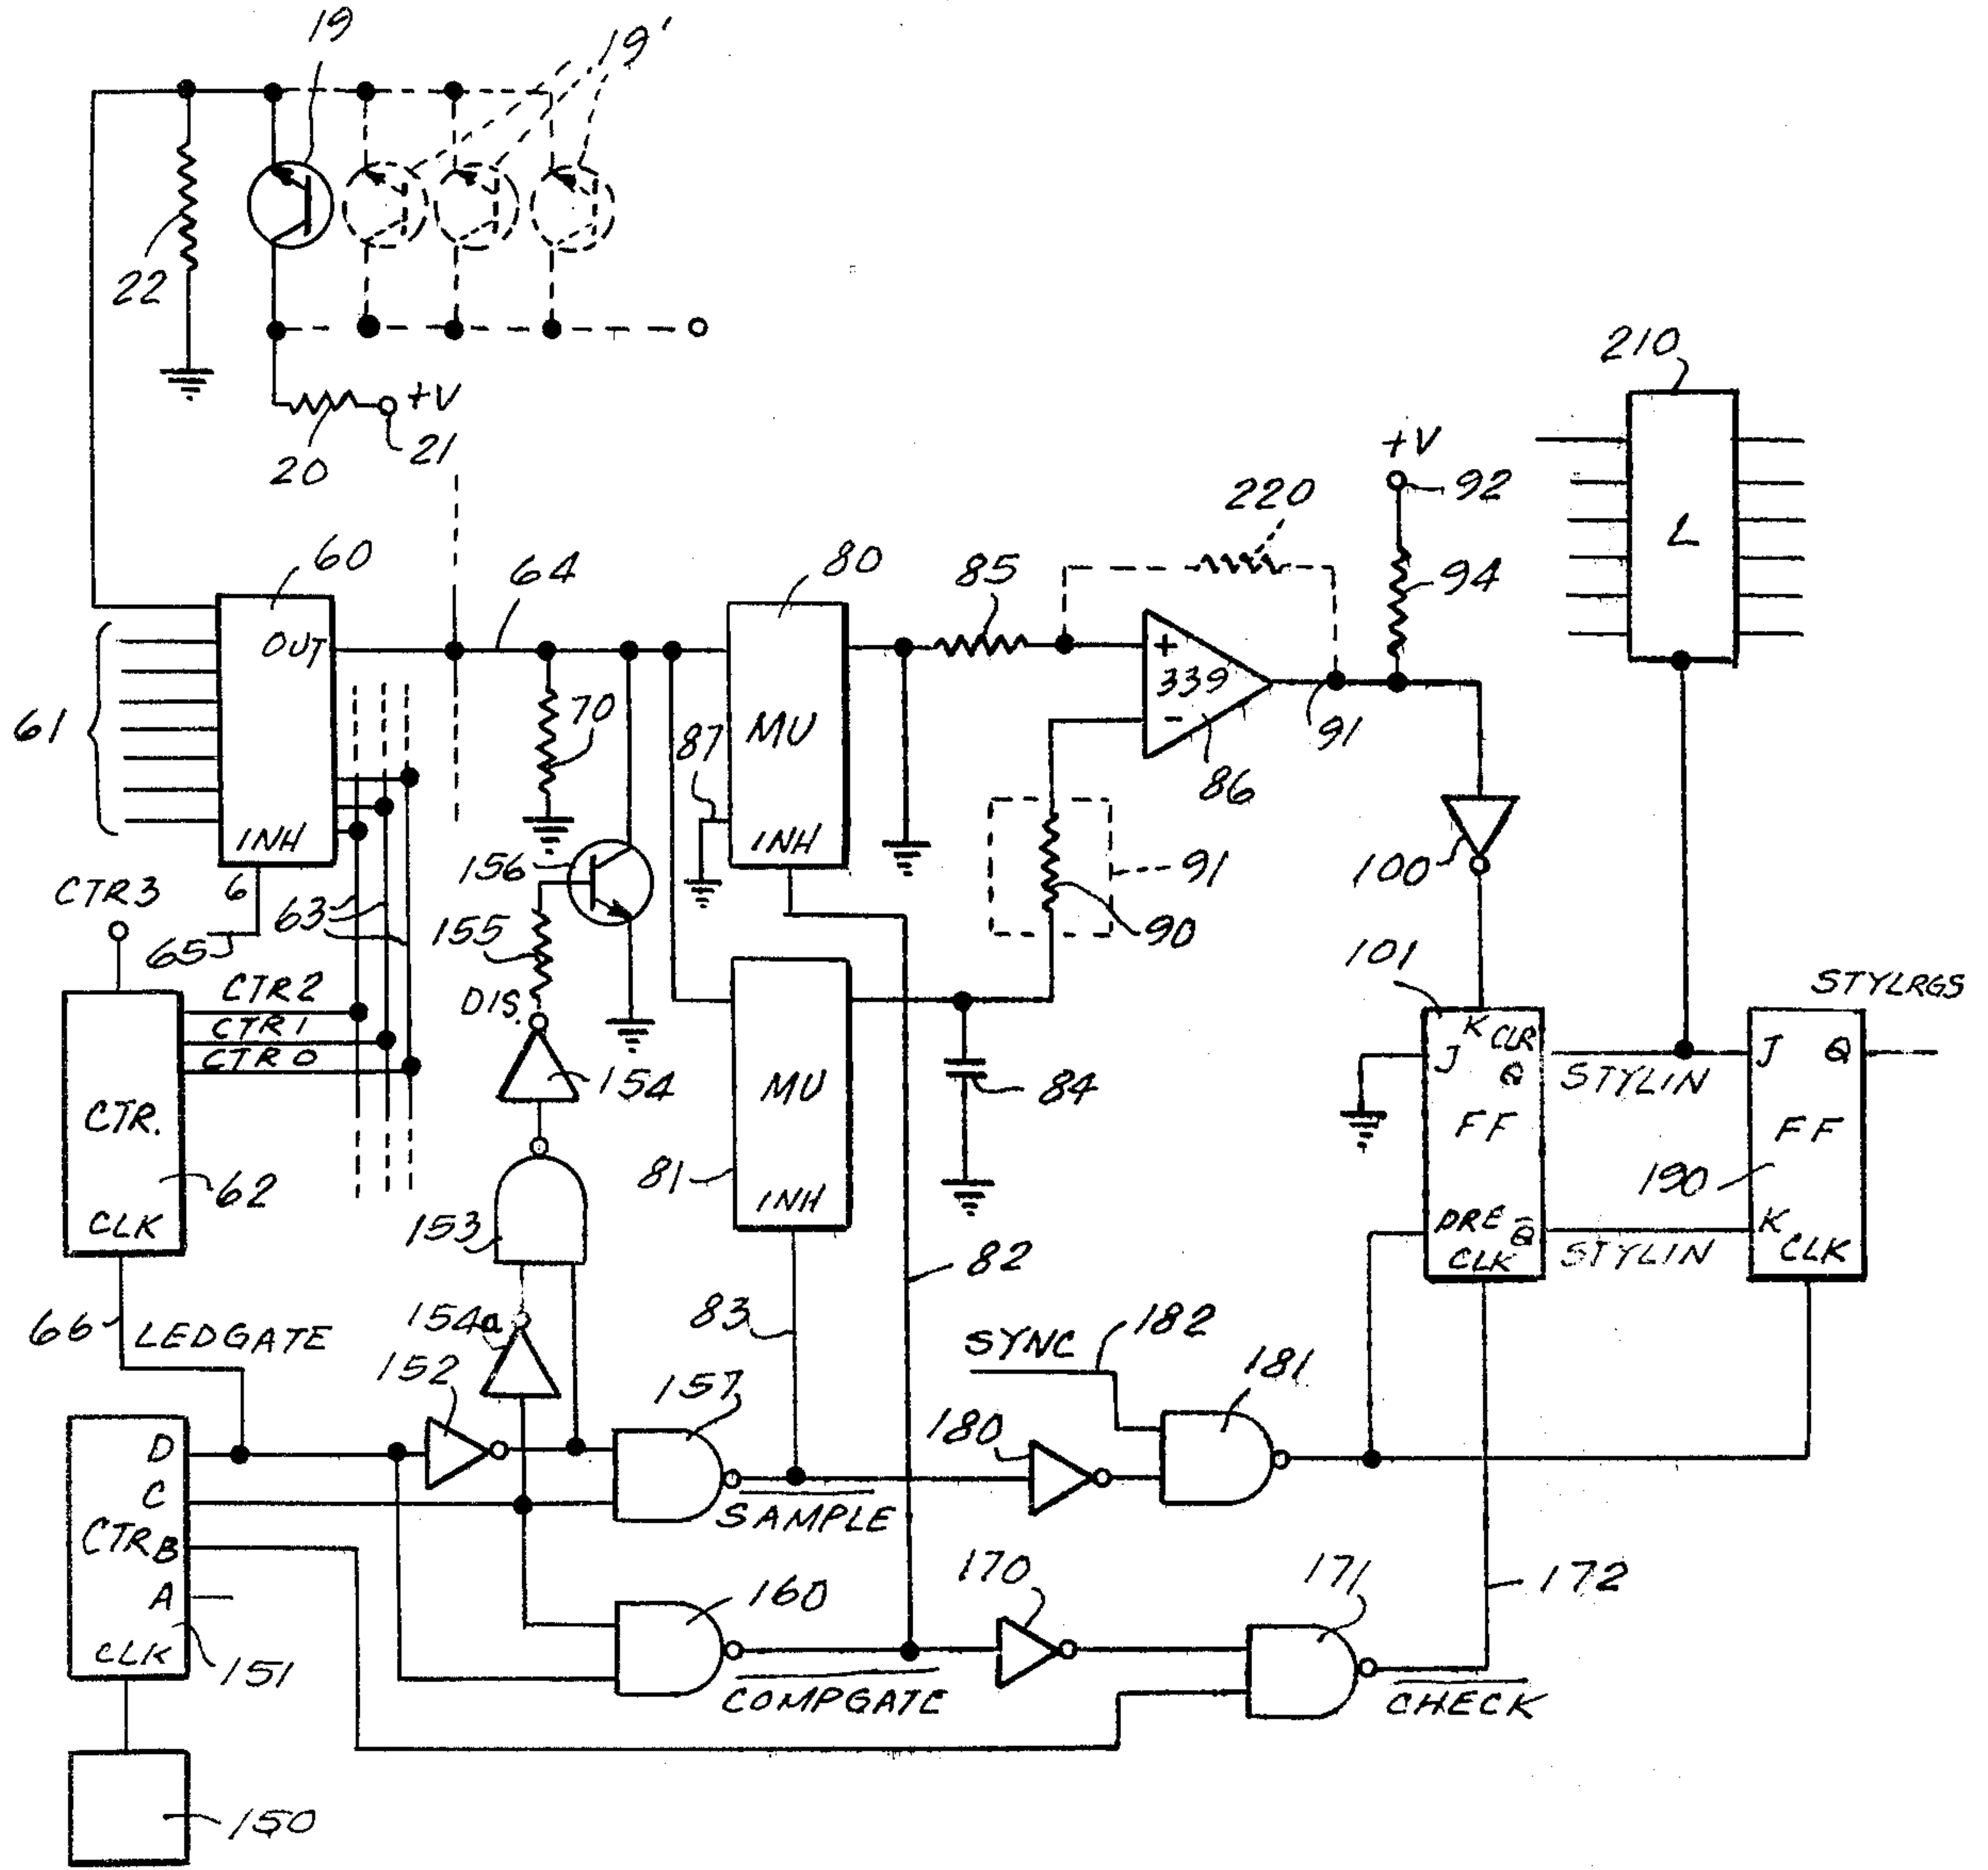 19
19'
22
+V
20
21
210
+V
92
220
60
64
80
85
94
L
OUT
+
339
-
61
70
87
MU
91
86
INH
INH
100
CTR3
6
156
91
63
155
90
65
101
CTR2
DIS.
STYLRGS
CTR1
K CLR
CTR0
J
Q
J
Q
154
MU
84
STYLIN
CTR.
FF
FF
81
62
190
INH
CLK
153
PRE
Q̅
K
CLK
STYLIN
CLK
82
66
LEDGATE
154a
83
182
SYNC
152
181
157
180
D
C
SAMPLE
CTR
B
170
171
172
160
A
CLK
151
COMPGATE
CHECK
150